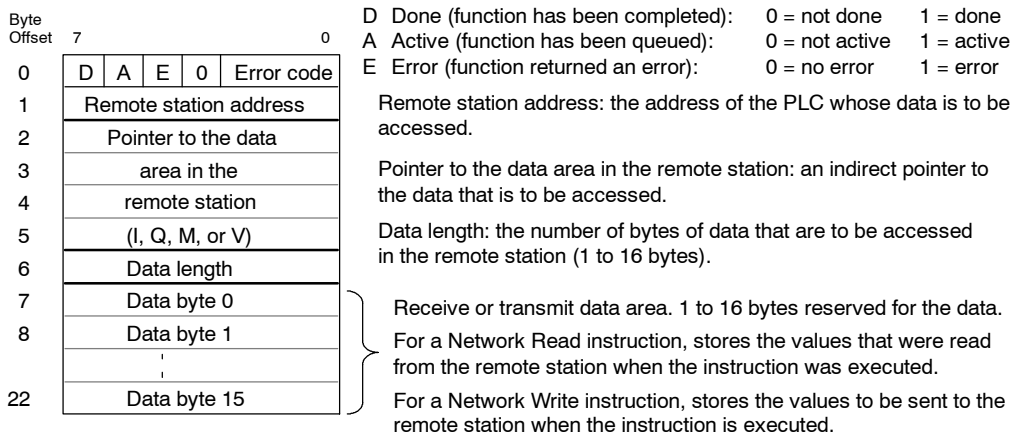 Byte
Offset 7 0
0 D A E 0 Error code
1 Remote station address
2 Pointer to the data
3 area in the
4 remote station
5 (I, Q, M, or V)
6 Data length
7 Data byte 0
8 Data byte 1
22 Data byte 15
D Done (function has been completed): 0 = not done 1 = done
A Active (function has been queued): 0 = not active 1 = active
E Error (function returned an error): 0 = no error 1 = error
Remote station address: the address of the PLC whose data is to be
accessed.
Pointer to the data area in the remote station: an indirect pointer to
the data that is to be accessed.
Data length: the number of bytes of data that are to be accessed
in the remote station (1 to 16 bytes).
Receive or transmit data area. 1 to 16 bytes reserved for the data.
For a Network Read instruction, stores the values that were read
from the remote station when the instruction was executed.
For a Network Write instruction, stores the values to be sent to the
remote station when the instruction is executed.